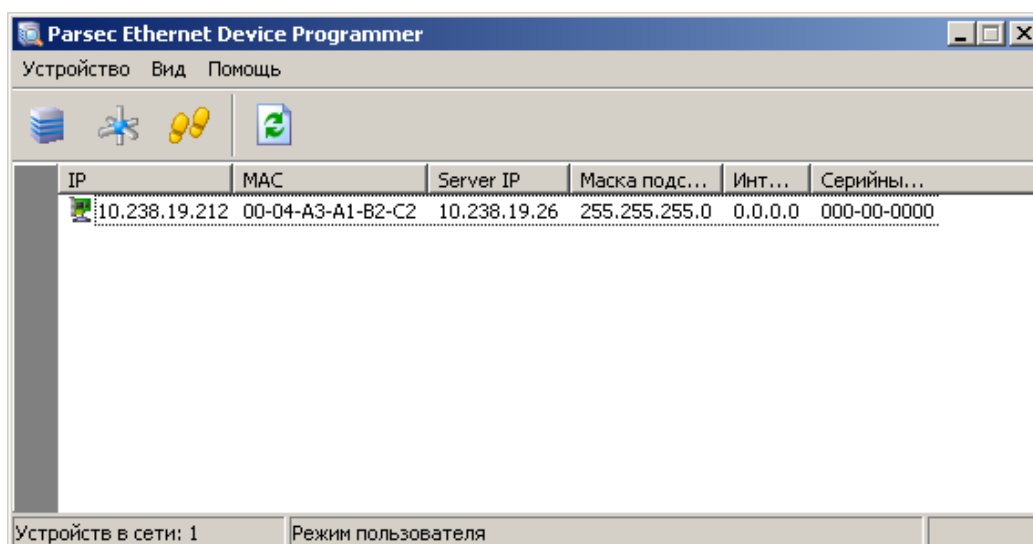 Parsec Ethernet Device Programmer
Устройство Вид Помощь
IP MAC Server IP Маска подс... Инт... Серийны...
10.238.19.212 00-04-A3-A1-B2-C2 10.238.19.26 255.255.255.0 0.0.0.0 000-00-0000
Устройств в сети: 1 Режим пользователя